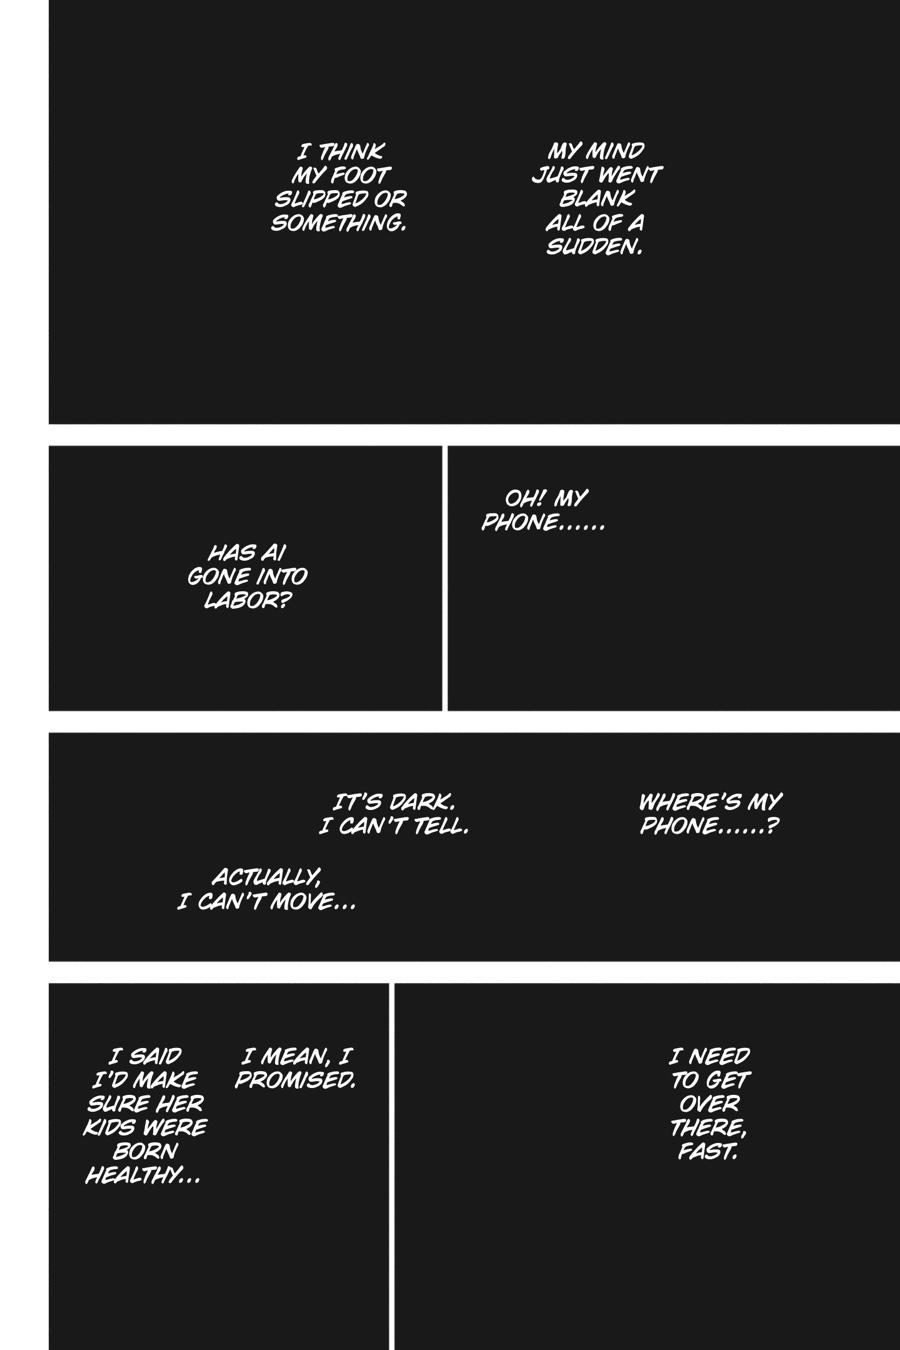 MY MIND
JUST WENT
BLANK
ALL OF A
SUDDEN.
I THINK
MY FOOT
SLIPPED OR
SOMETHING.
OH! MY
PHONE......
HAS AI
GONE INTO
LABOR?
WHERE'S MY
PHONE......?
IT'S DARK.
I CAN'T TELL.
ACTUALLY,
I CAN'T MOVE...
I NEED
TO GET
OVER
THERE,
FAST.
I MEAN, I
PROMISED.
I SAID
I'D MAKE
SURE HER
KIDS WERE
BORN
HEALTHY...